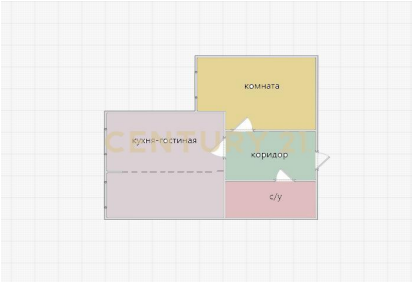 комната
CENTURY 21
кухня-гостиная
коридор
с/у